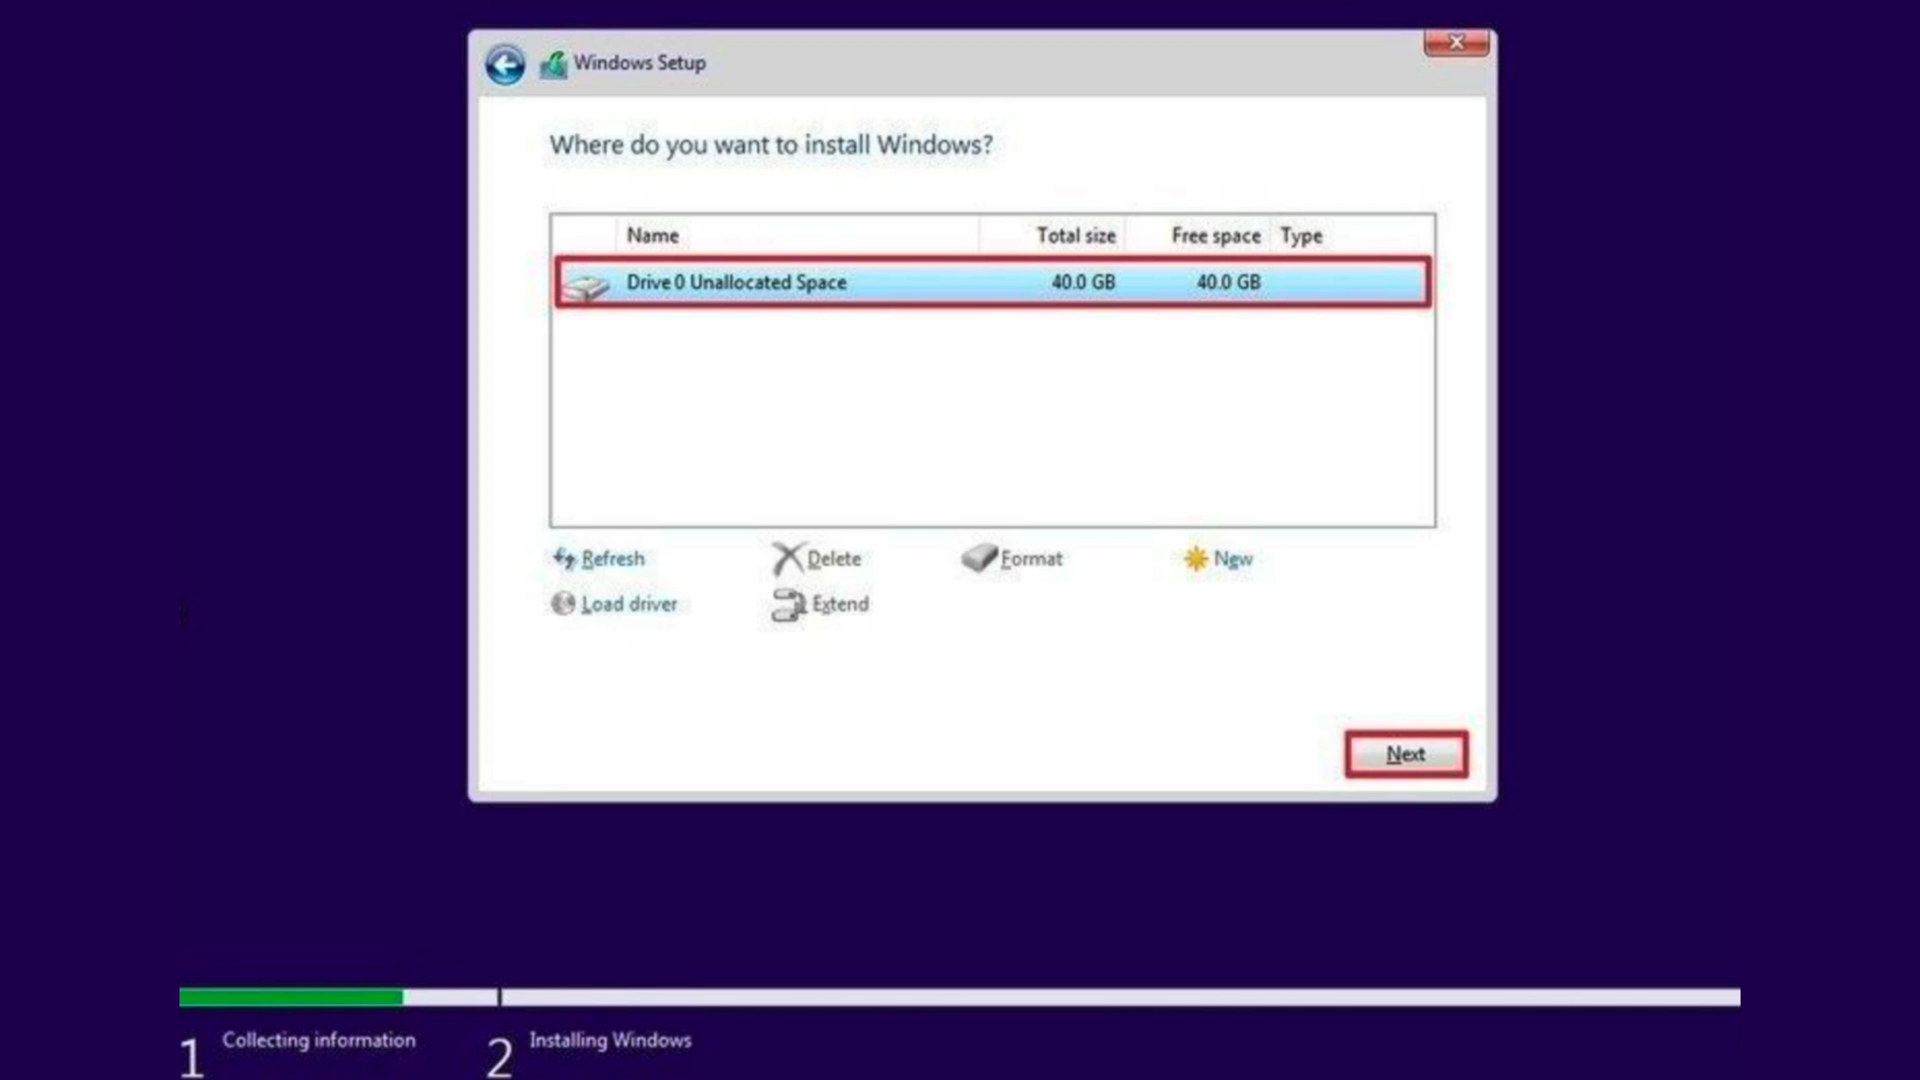 Windows Setup
Where do you want to install Windows?
Name Total size Free space Type
Drive 0 Unallocated Space 40.0 GB 40.0 GB
Refresh Delete Format New
Load driver Extend
Next
1 Collecting information 2 Installing Windows